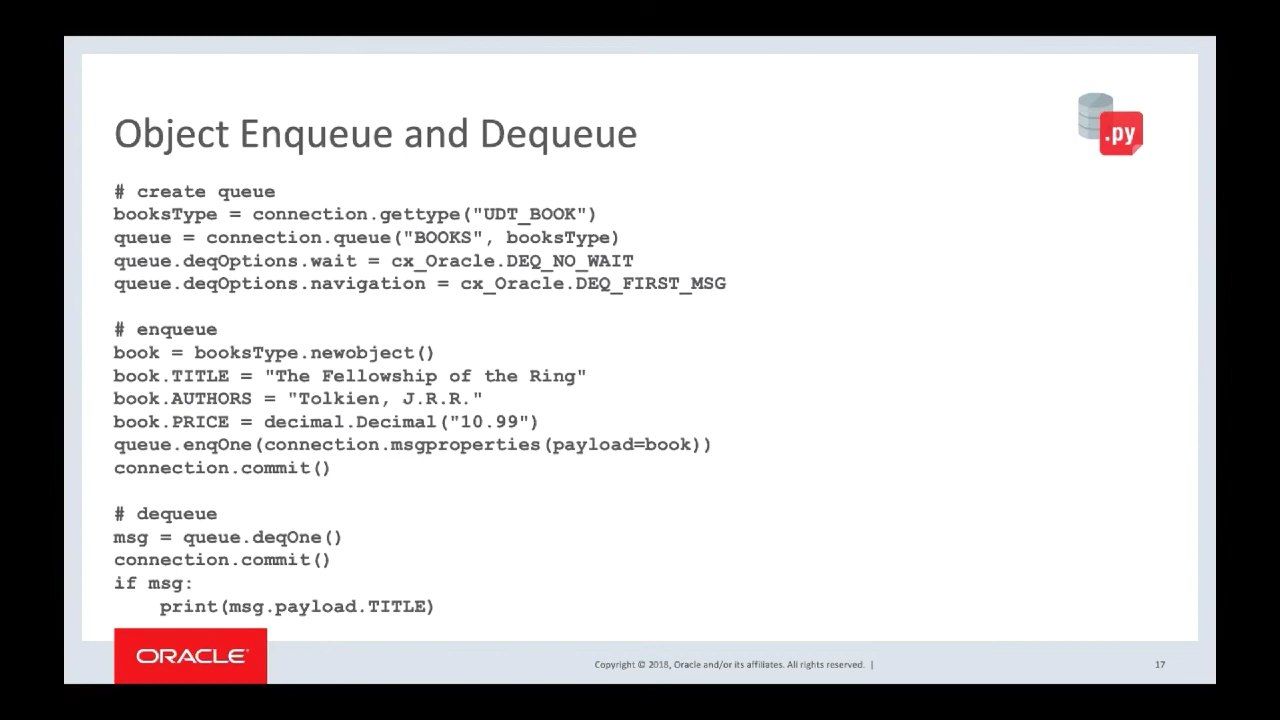 Object Enqueue and Dequeue
.py
# create queue
booksType = connection.gettype("UDT_BOOK")
queue = connection.queue("BOOKS", booksType)
queue.deqOptions.wait = cx_Oracle.DEQ_NO_WAIT
queue.deqOptions.navigation = cx_Oracle.DEQ_FIRST_MSG
# enqueue
book = booksType.newobject()
book.TITLE = "The Fellowship of the Ring"
book.AUTHORS = "Tolkien, J.R.R."
book.PRICE = decimal.Decimal("10.99")
queue.enqOne(connection.msgproperties(payload=book))
connection.commit()
# dequeue
msg = queue.deqOne()
connection.commit()
if msg:
    print(msg.payload.TITLE)
ORACLE
Copyright © 2018, Oracle and/or its affiliates. All rights reserved. |
17